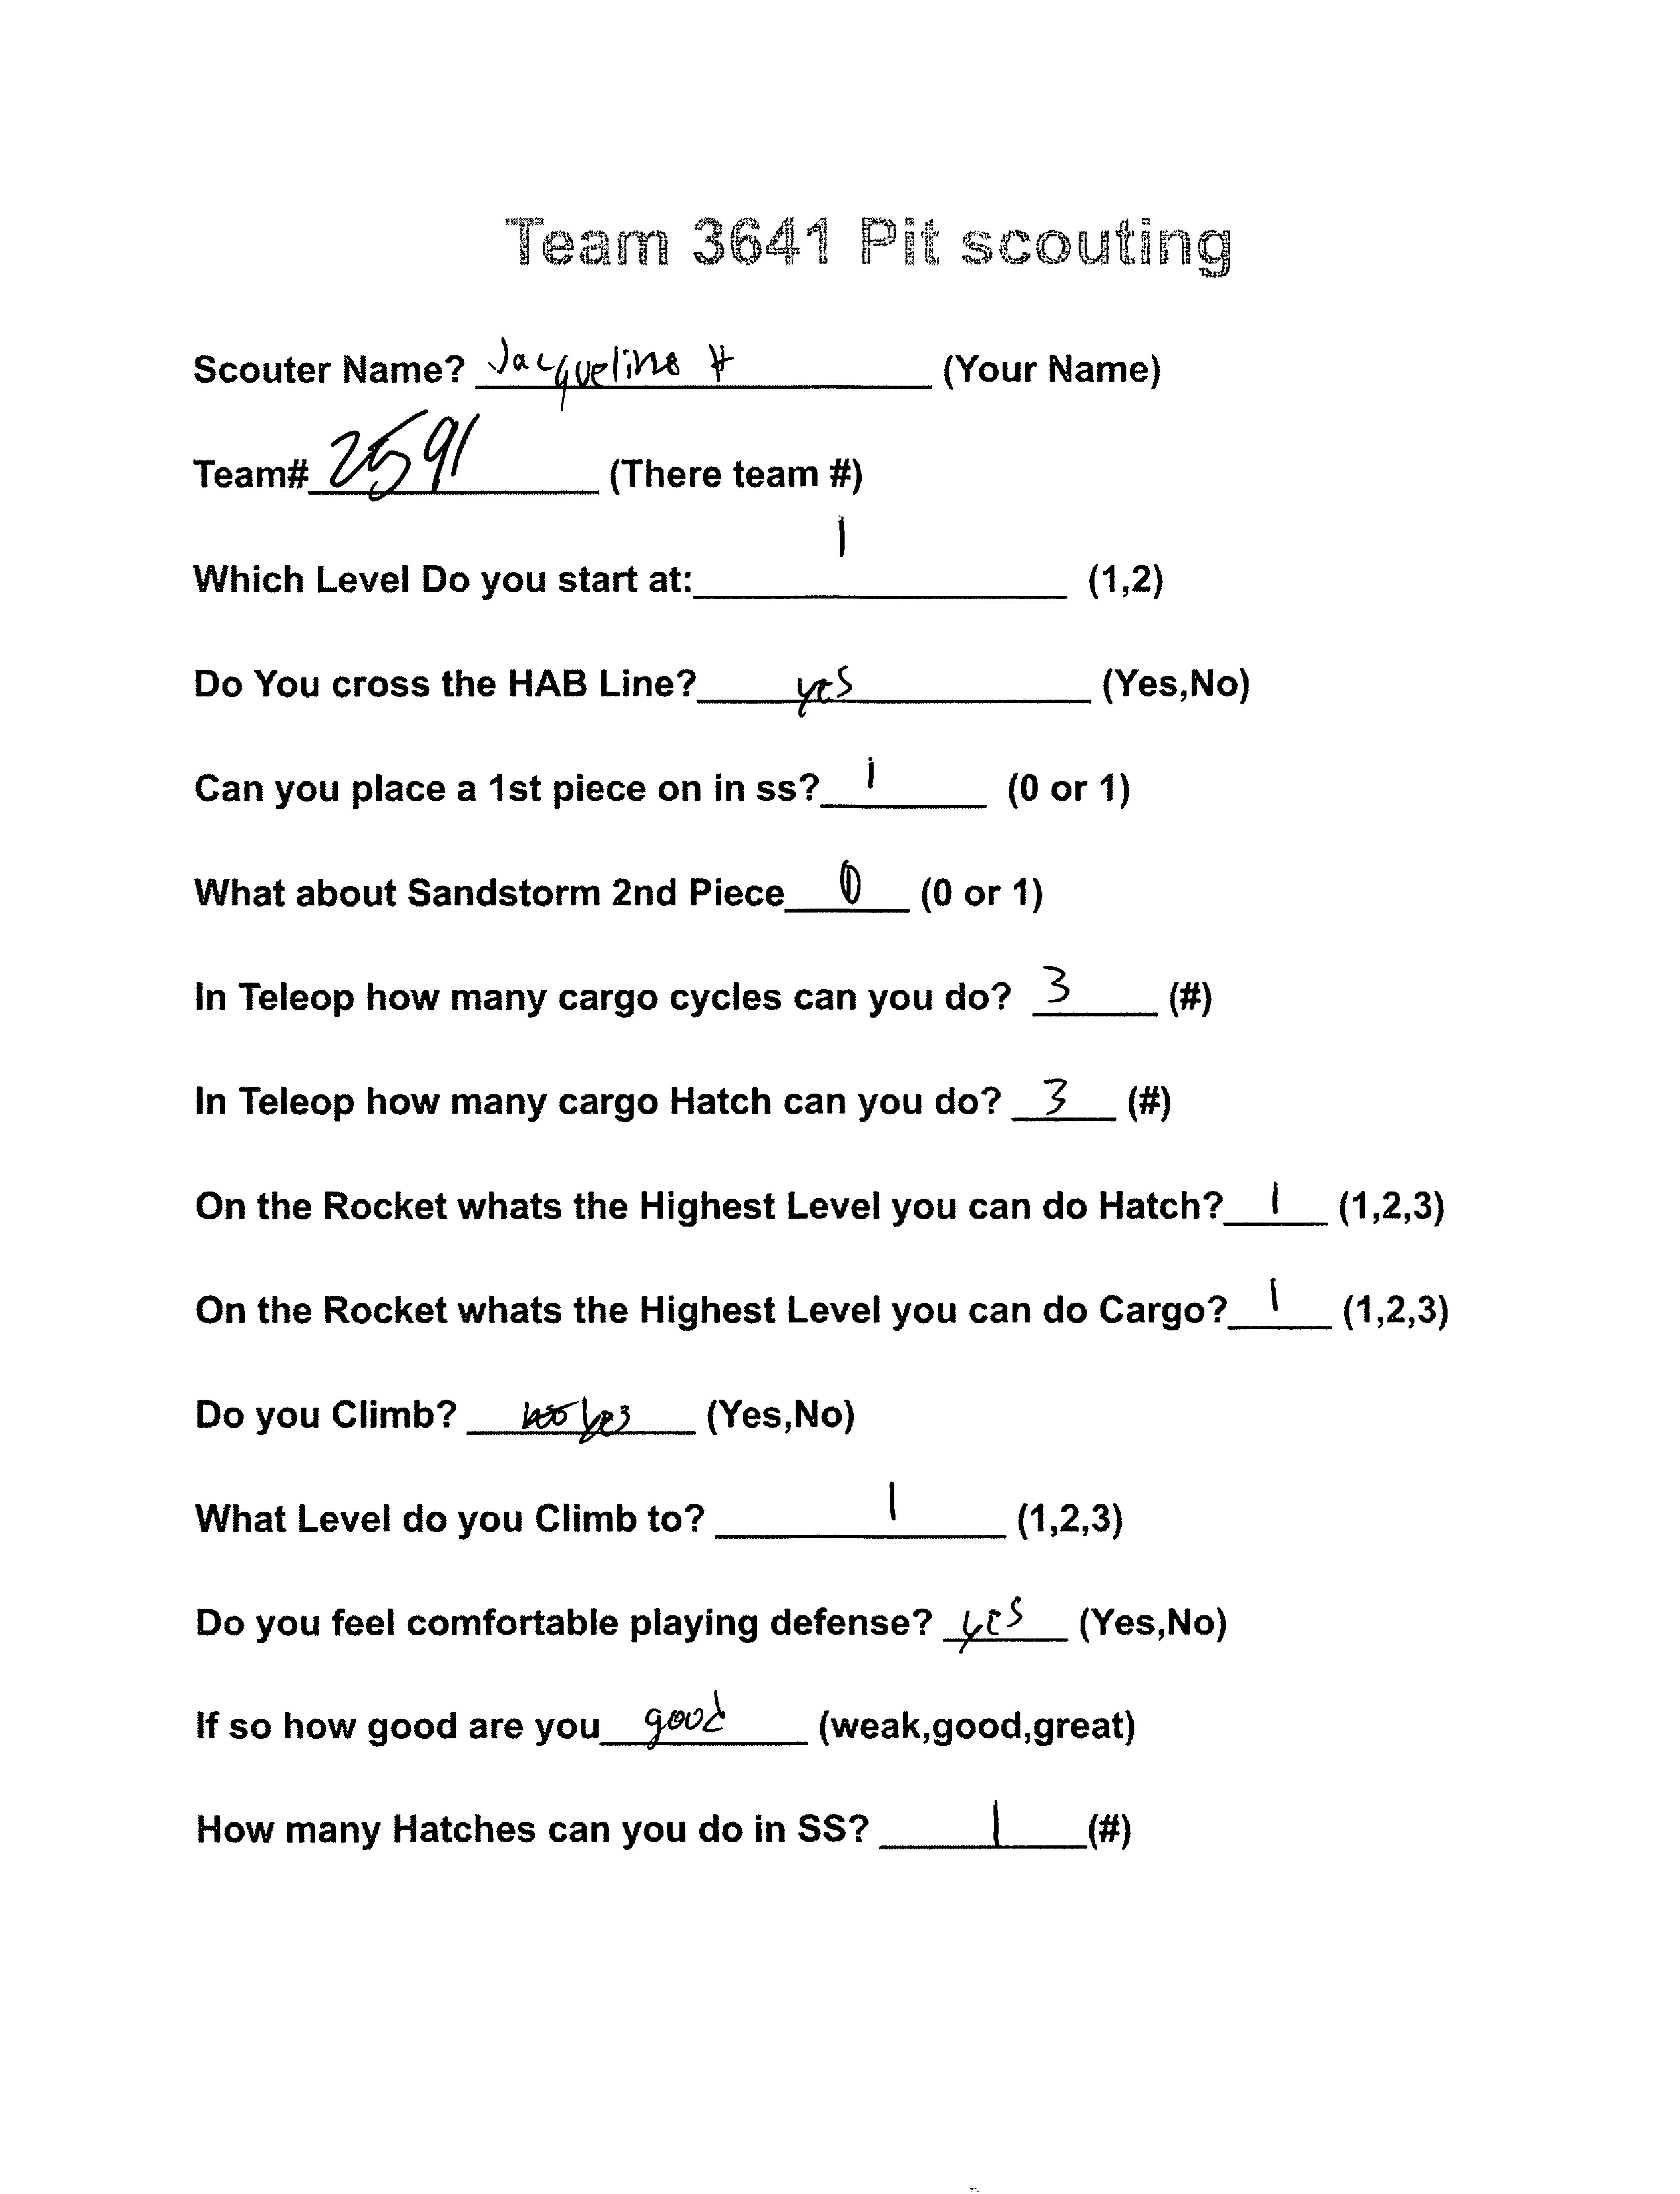 Team 3641 Pit scouting
Scouter Name? Jacqueline H (Your Name)
Team# 2591 (There team #)
Which Level Do you start at: 1 (1,2)
Do You cross the HAB Line? yes (Yes,No)
Can you place a 1st piece on in ss? 1 (0 or 1)
What about Sandstorm 2nd Piece 0 (0 or 1)
In Teleop how many cargo cycles can you do? 3 (#)
In Teleop how many cargo Hatch can you do? 3 (#)
On the Rocket whats the Highest Level you can do Hatch? 1 (1,2,3)
On the Rocket whats the Highest Level you can do Cargo? 1 (1,2,3)
Do you Climb? yes (Yes,No)
What Level do you Climb to? 1 (1,2,3)
Do you feel comfortable playing defense? yes (Yes,No)
If so how good are you good (weak,good,great)
How many Hatches can you do in SS? 1 (#)